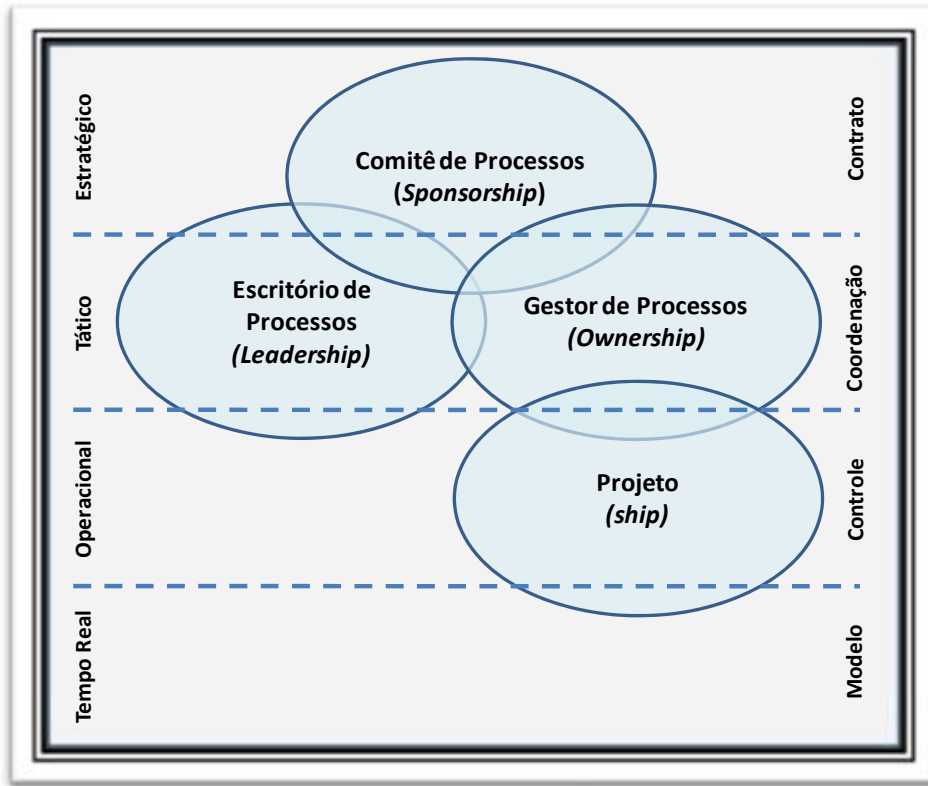 Estratégico
Contrato
Comitê de Processos
(Sponsorship)
Tático
Coordenação
Escritório de
Processos
(Leadership)
Gestor de Processos
(Ownership)
Operacional
Controle
Projeto
(ship)
Tempo Real
Modelo